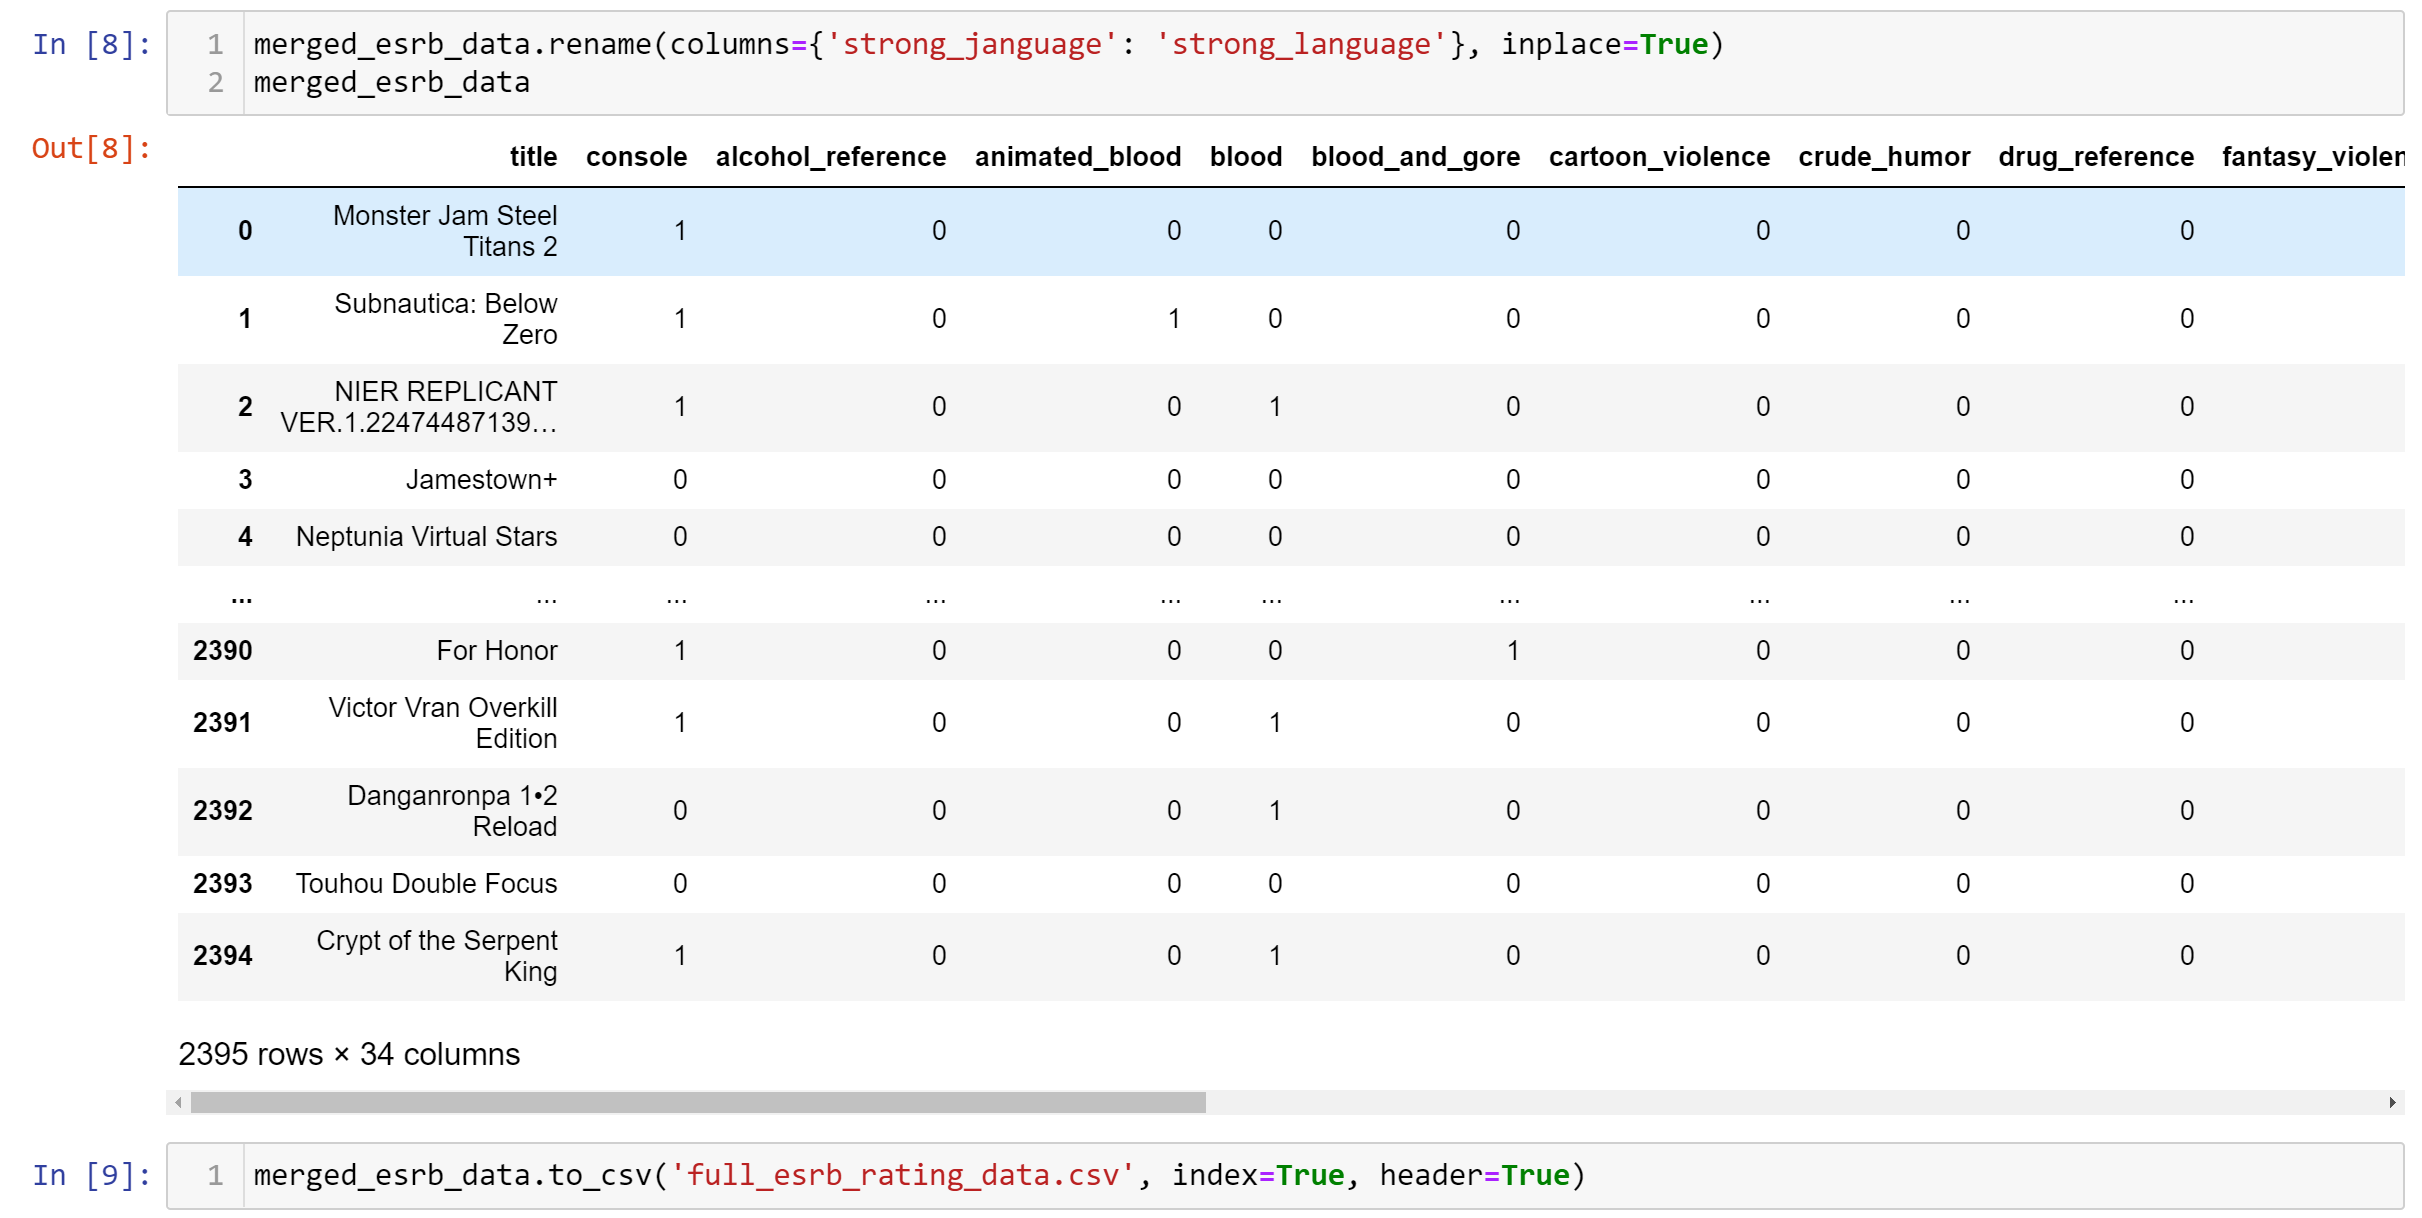 In [8]:
1 merged_esrb_data.rename(columns={'strong_janguage': 'strong_language'}, inplace=True)
2 merged_esrb_data
Out[8]:
title console alcohol_reference animated_blood blood blood_and_gore cartoon_violence crude_humor drug_reference fantasy_violen
0 Monster Jam Steel Titans 2 1 0 0 0 0 0 0 0
1 Subnautica: Below Zero 1 0 1 0 0 0 0 0
2 NIER REPLICANT VER.1.22474487139... 1 0 0 1 0 0 0 0
3 Jamestown+ 0 0 0 0 0 0 0 0
4 Neptunia Virtual Stars 0 0 0 0 0 0 0 0
... ... ... ... ... ... ... ... ... ...
2390 For Honor 1 0 0 0 1 0 0 0
2391 Victor Vran Overkill Edition 1 0 0 1 0 0 0 0
2392 Danganronpa 1•2 Reload 0 0 0 1 0 0 0 0
2393 Touhou Double Focus 0 0 0 0 0 0 0 0
2394 Crypt of the Serpent King 1 0 0 1 0 0 0 0
2395 rows × 34 columns
In [9]:
1 merged_esrb_data.to_csv('full_esrb_rating_data.csv', index=True, header=True)